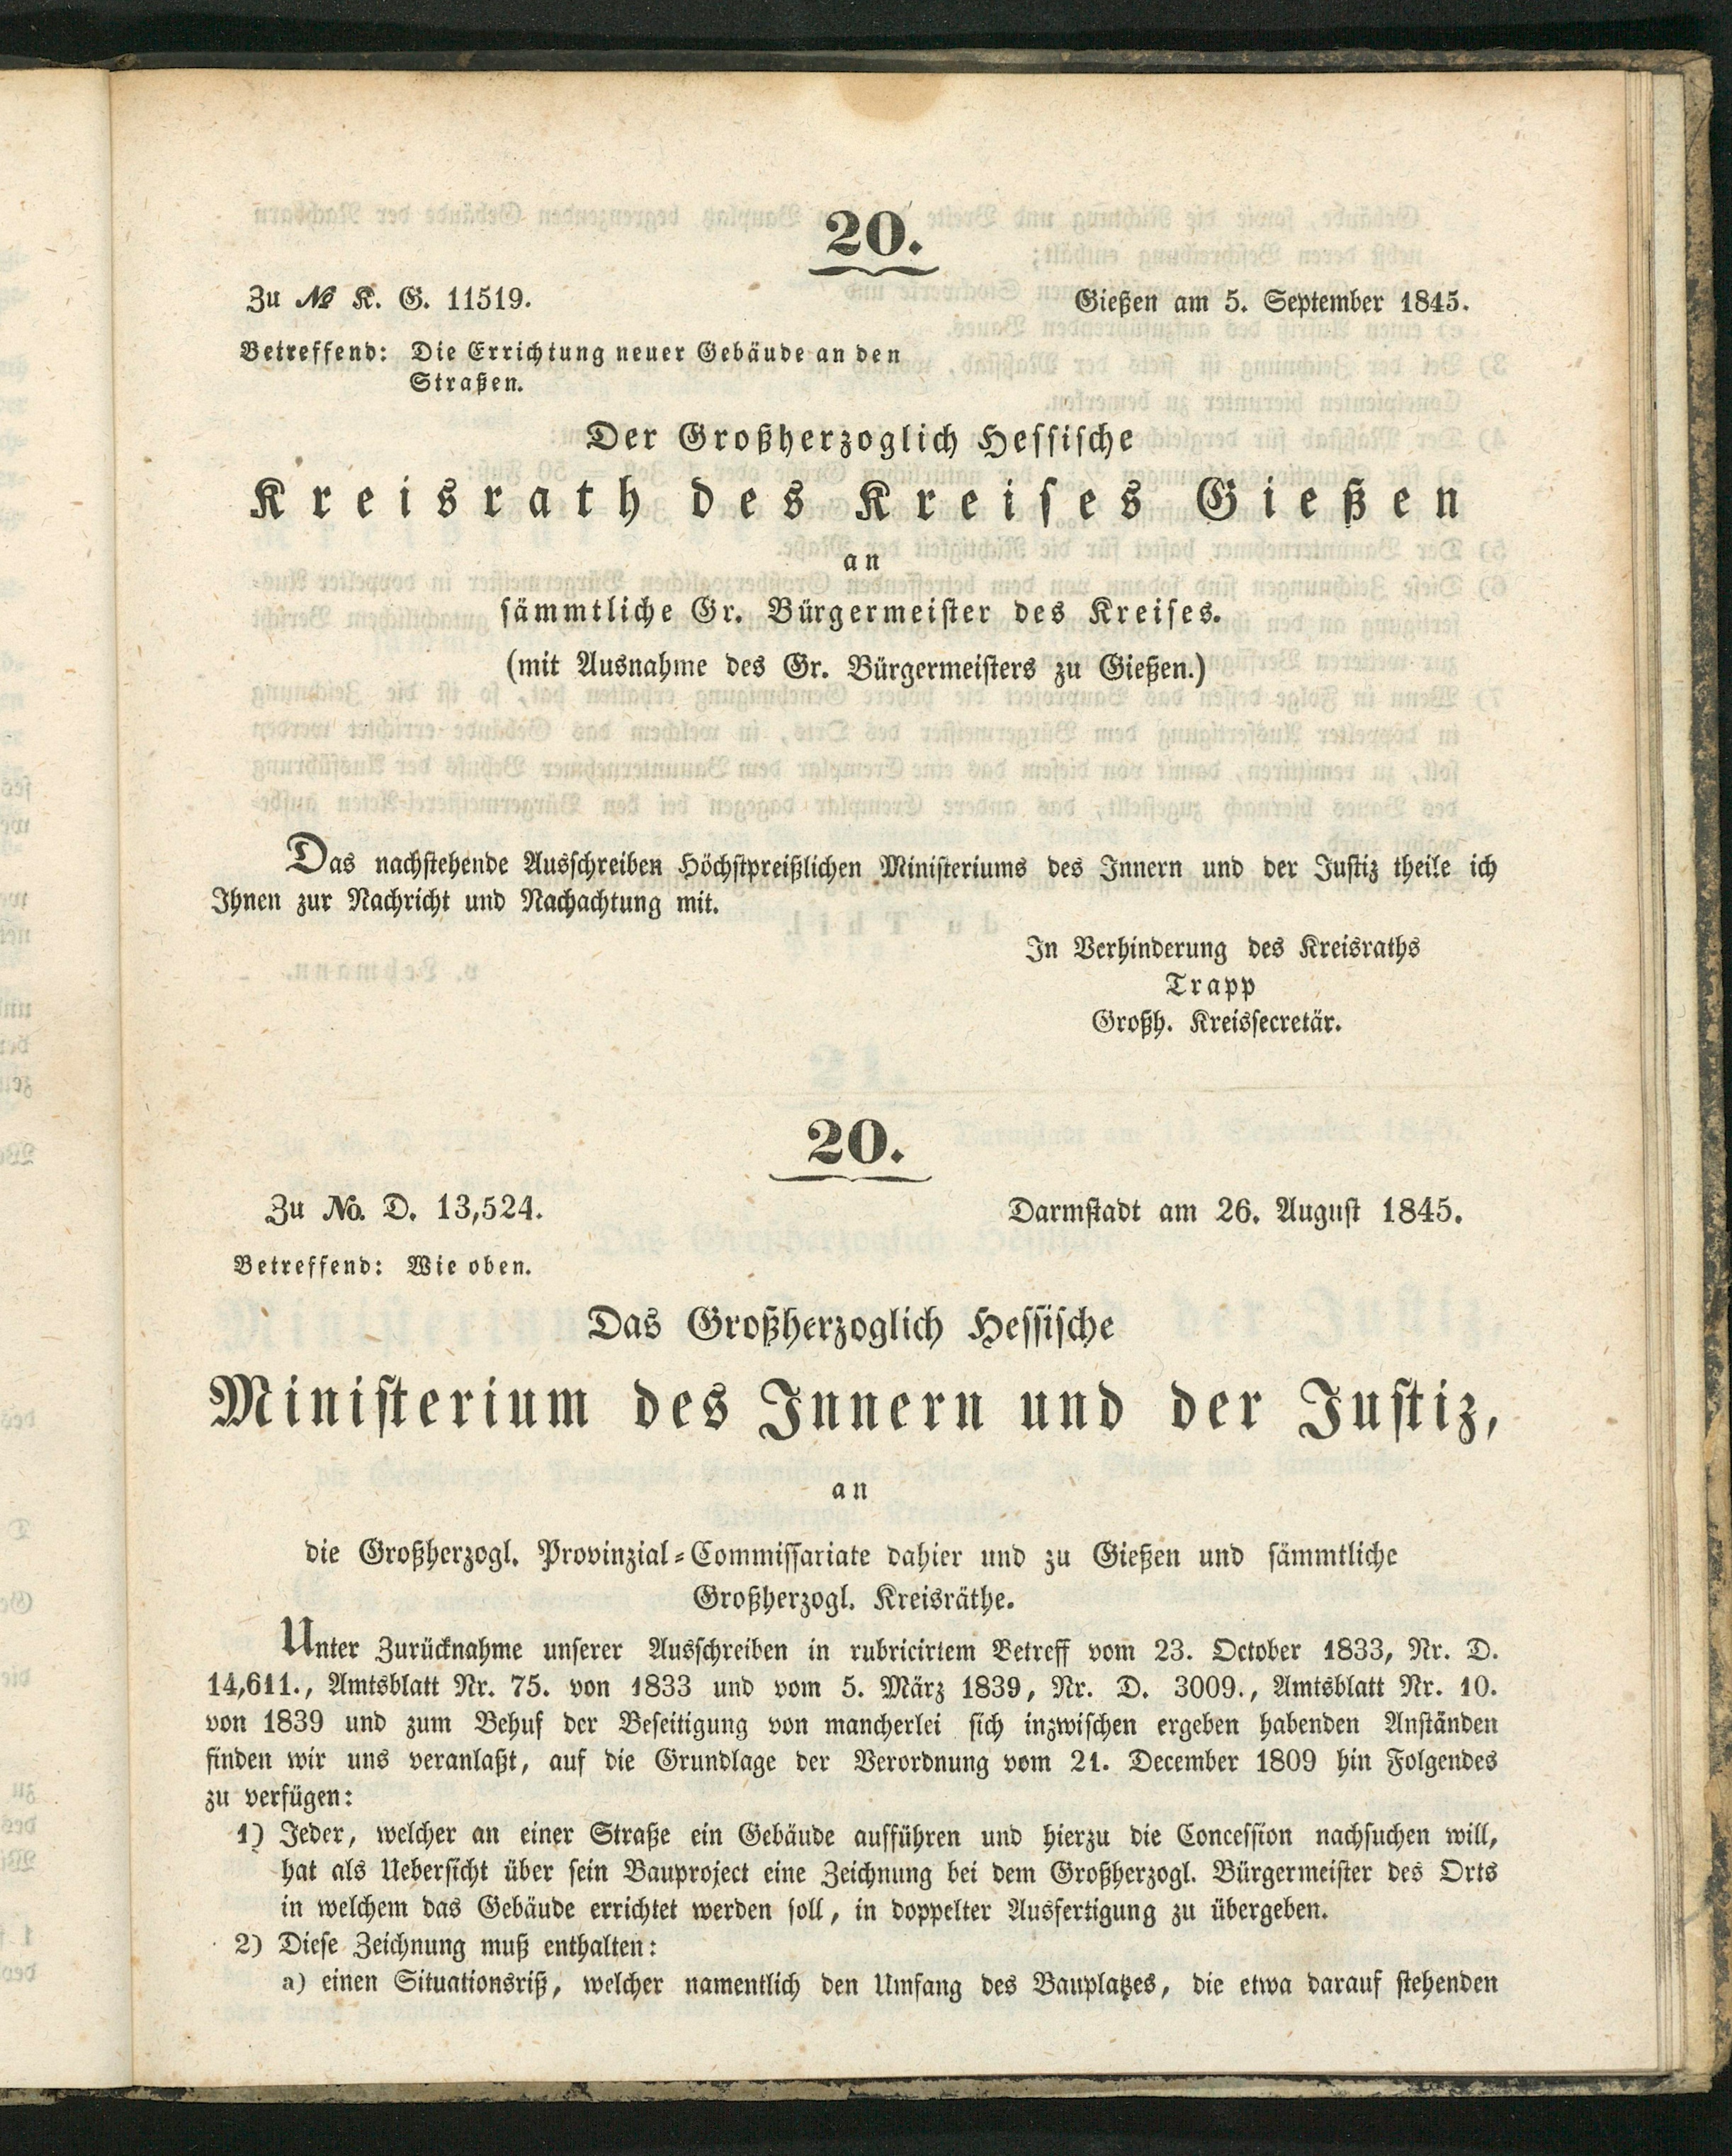 20.
Zu № K. G. 11519. Gießen am 5. September 1845.
Betreffend: Die Errichtung neuer Gebäude an den
Straßen.
Der Großherzoglich Hessische
Kreisrath des Kreises Gießen
an
sämmtliche Gr. Bürgermeister des Kreises.
(mit Ausnahme des Gr. Bürgermeisters zu Gießen.)
Das nachstehende Ausschreiben Höchstpreißlichen Ministeriums des Innern und der Justiz theile ich
Ihnen zur Nachricht und Nachachtung mit.
In Verhinderung des Kreisraths
Trapp
Großh. Kreissecretär.
20.
Zu No. D. 13,524. Darmstadt am 26. August 1845.
Betreffend: Wie oben.
Das Großherzoglich Hessische
Ministerium des Innern und der Justiz,
an
die Großherzogl. Provinzial-Commissariate dahier und zu Gießen und sämmtliche
Großherzogl. Kreisräthe.
Unter Zurücknahme unserer Ausschreiben in rubricirtem Betreff vom 23. October 1833, Nr. D.
14,611., Amtsblatt Nr. 75. von 1833 und vom 5. März 1839, Nr. D. 3009., Amtsblatt Nr. 10.
von 1839 und zum Behuf der Beseitigung von mancherlei sich inzwischen ergeben habenden Anständen
finden wir uns veranlaßt, auf die Grundlage der Verordnung vom 21. December 1809 hin Folgendes
zu verfügen:
1) Jeder, welcher an einer Straße ein Gebäude aufführen und hierzu die Concession nachsuchen will,
hat als Uebersicht über sein Bauproject eine Zeichnung bei dem Großherzogl. Bürgermeister des Orts
in welchem das Gebäude errichtet werden soll, in doppelter Ausfertigung zu übergeben.
2) Diese Zeichnung muß enthalten:
a) einen Situationsriß, welcher namentlich den Umfang des Bauplatzes, die etwa darauf stehenden